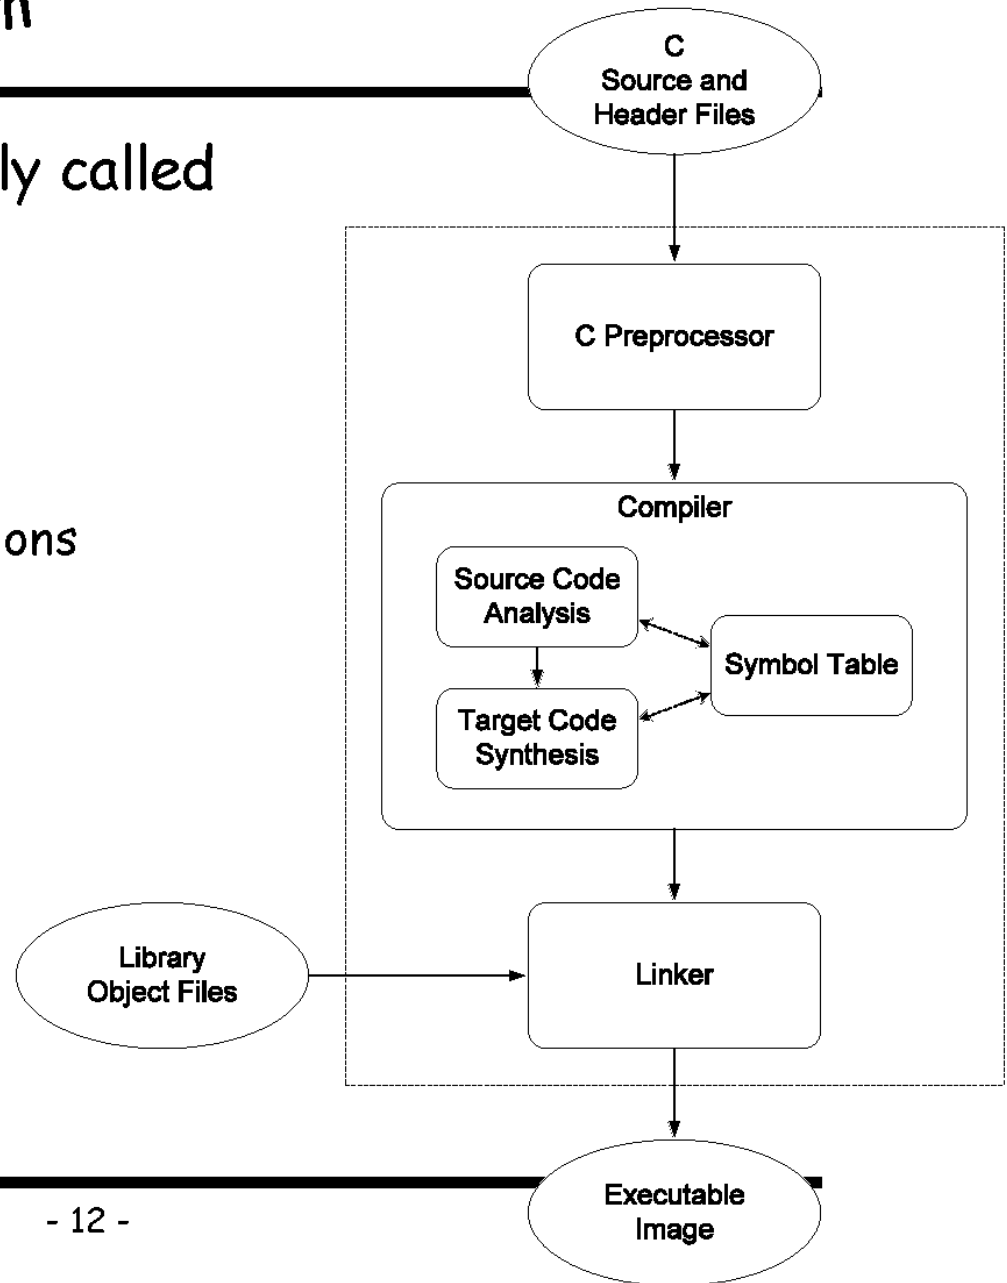 C
Source and
Header Files
ly called
C Preprocessor
ons
Compiler
Source Code
Analysis
Symbol Table
Target Code
Synthesis
Library
Object Files
Linker
Executable
Image
- 12 -